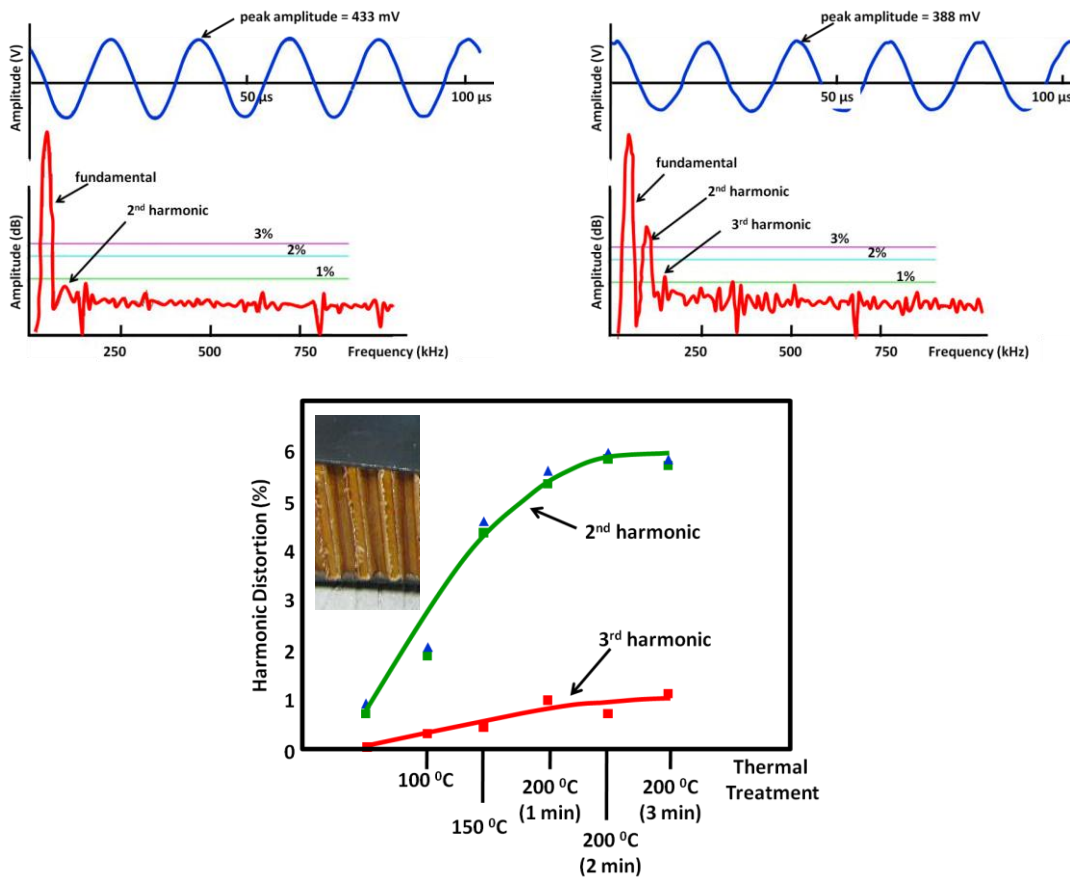 peak amplitude = 433 mV
Amplitude (V)
50 µs
100 µs
fundamental
2nd harmonic
Amplitude (dB)
3%
2%
1%
250
500
750
Frequency (kHz)
peak amplitude = 388 mV
Amplitude (V)
50 µs
100 µs
fundamental
2nd harmonic
3rd harmonic
Amplitude (dB)
3%
2%
1%
250
500
750
Frequency (kHz)
Harmonic Distortion (%)
6
5
4
3
2
1
0
2nd harmonic
3rd harmonic
100 ⁰C
150 ⁰C
200 ⁰C
(1 min)
200 ⁰C
(2 min)
200 ⁰C
(3 min)
Thermal
Treatment